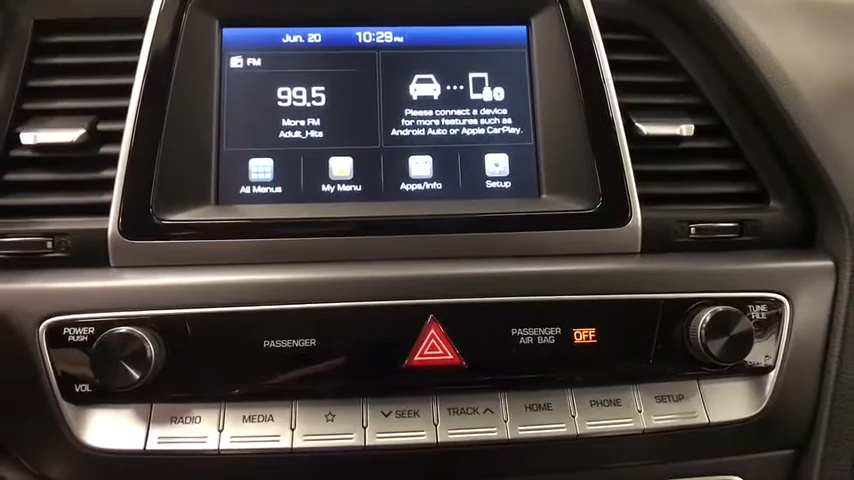 Jun. 20 10:29 PM
FM
99.5
More FM
Adult_Hits
Please connect a device
for more features such as
Android Auto or Apple CarPlay.
All Menus
My Menu
Apps/Info
Setup
POWER
PUSH
VOL
PASSENGER
PASSENGER
AIR BAG
OFF
TUNE
FILE
RADIO
MEDIA
SEEK
TRACK
HOME
PHONE
SETUP